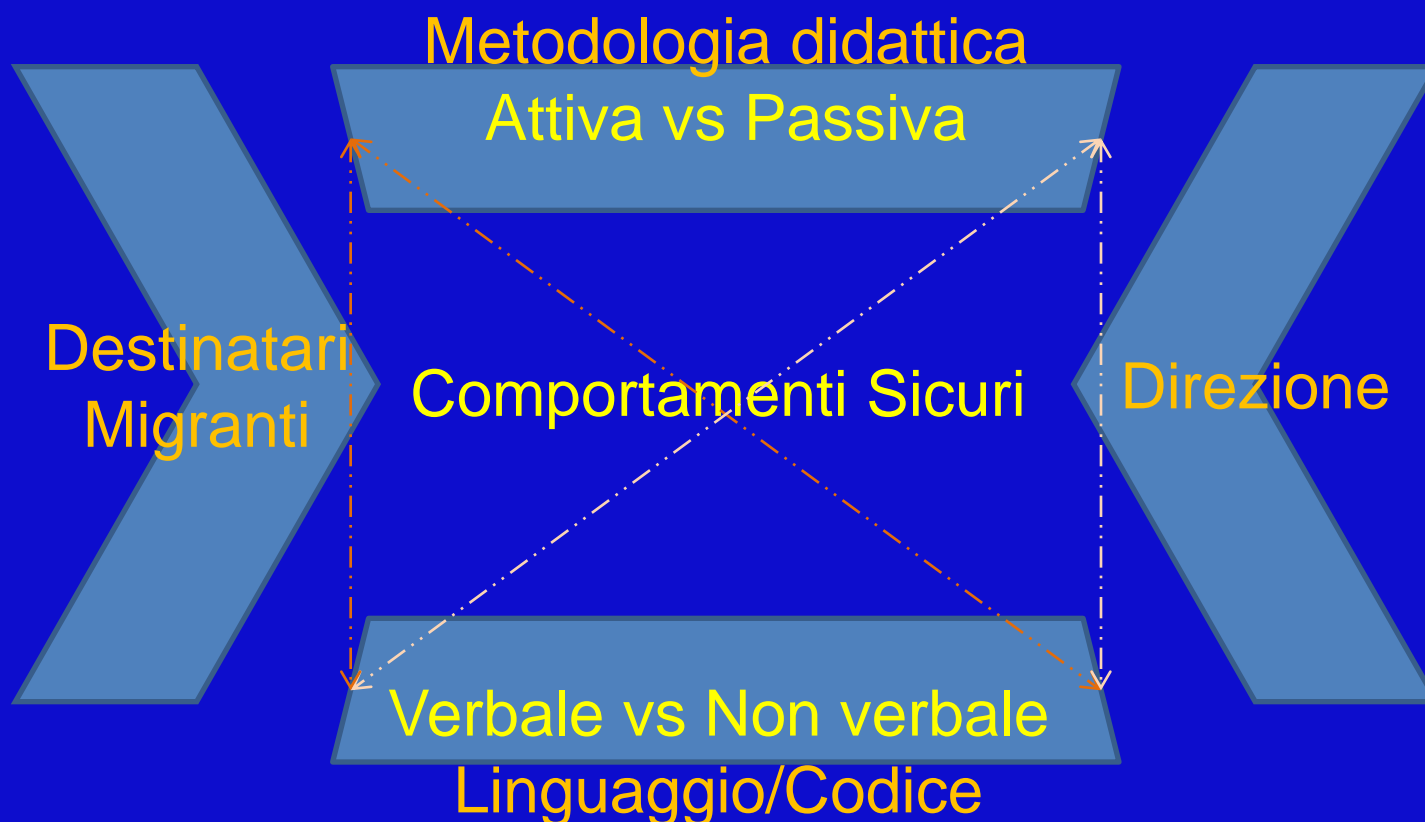 Metodologia didattica
Attiva vs Passiva
Destinatari
Migranti
Comportamenti Sicuri
Direzione
Verbale vs Non verbale
Linguaggio/Codice